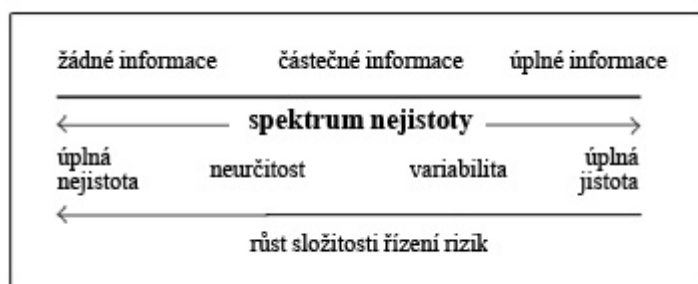 žádné informace částečné informace úplné informace
spektrum nejistoty
úplná nejistota neurčitost variabilita úplná jistota
růst složitosti řízení rizik